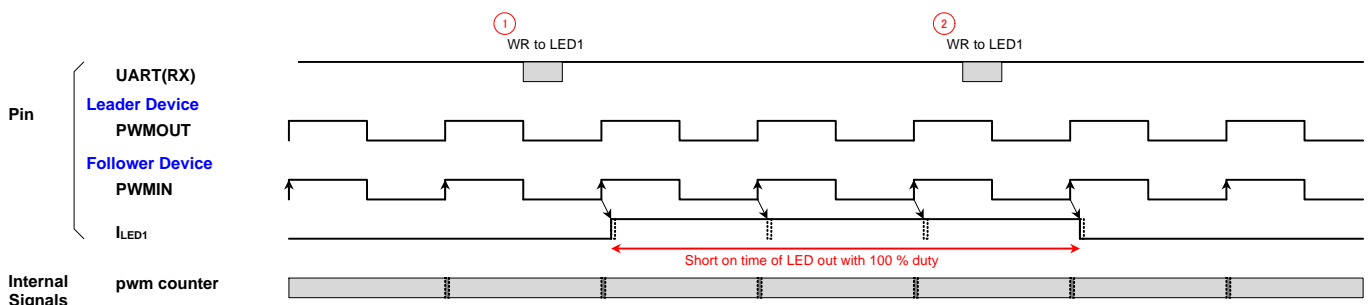 1
2
WR to LED1
WR to LED1
UART(RX)
Leader Device
Pin
PWMOUT
Follower Device
PWMIN
ILED1
Short on time of LED out with 100 % duty
Internal
Signals
pwm counter